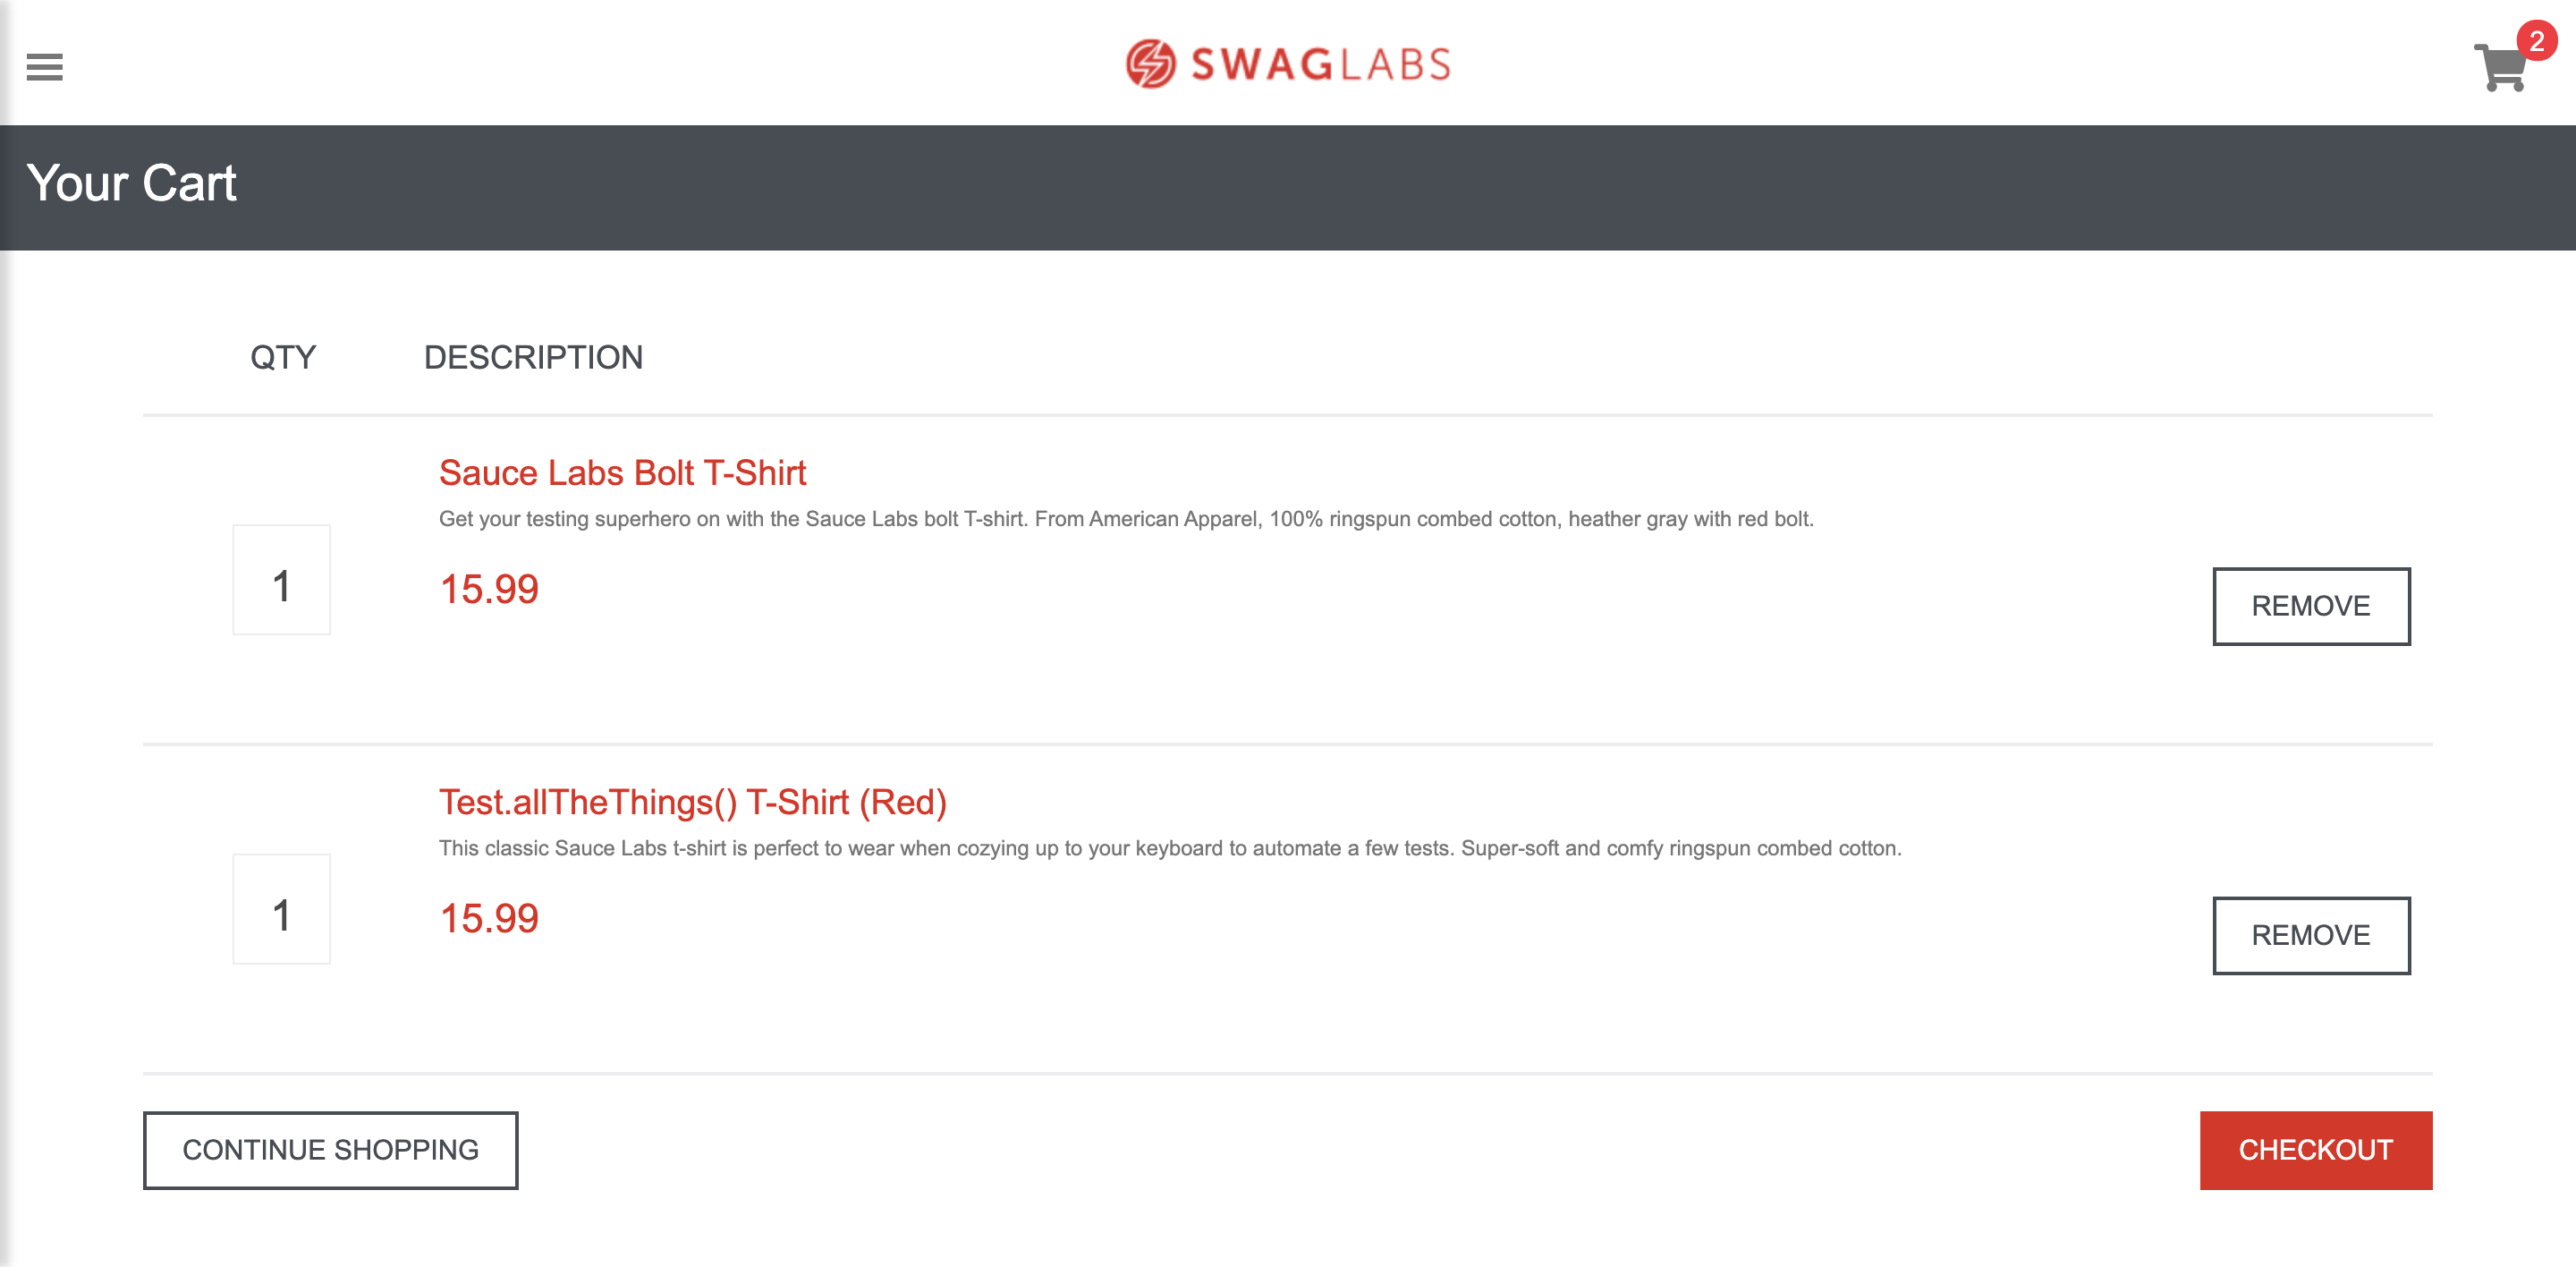 SWAGLABS
2
Your Cart
QTY DESCRIPTION
Sauce Labs Bolt T-Shirt
Get your testing superhero on with the Sauce Labs bolt T-shirt. From American Apparel, 100% ringspun combed cotton, heather gray with red bolt.
1
15.99
REMOVE
Test.allTheThings() T-Shirt (Red)
This classic Sauce Labs t-shirt is perfect to wear when cozying up to your keyboard to automate a few tests. Super-soft and comfy ringspun combed cotton.
1
15.99
REMOVE
CONTINUE SHOPPING
CHECKOUT